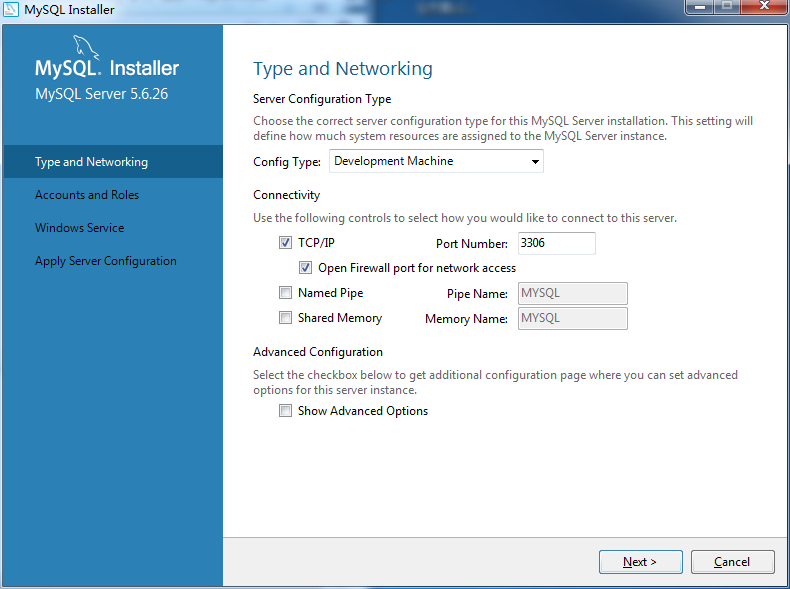 MySQL Installer
MySQL. Installer
MySQL Server 5.6.26
Type and Networking
Accounts and Roles
Windows Service
Apply Server Configuration
Type and Networking
Server Configuration Type
Choose the correct server configuration type for this MySQL Server installation. This setting will
define how much system resources are assigned to the MySQL Server instance.
Config Type: Development Machine
Connectivity
Use the following controls to select how you would like to connect to this server.
TCP/IP Port Number: 3306
Open Firewall port for network access
Named Pipe Pipe Name: MYSQL
Shared Memory Memory Name: MYSQL
Advanced Configuration
Select the checkbox below to get additional configuration page where you can set advanced
options for this server instance.
Show Advanced Options
Next > Cancel